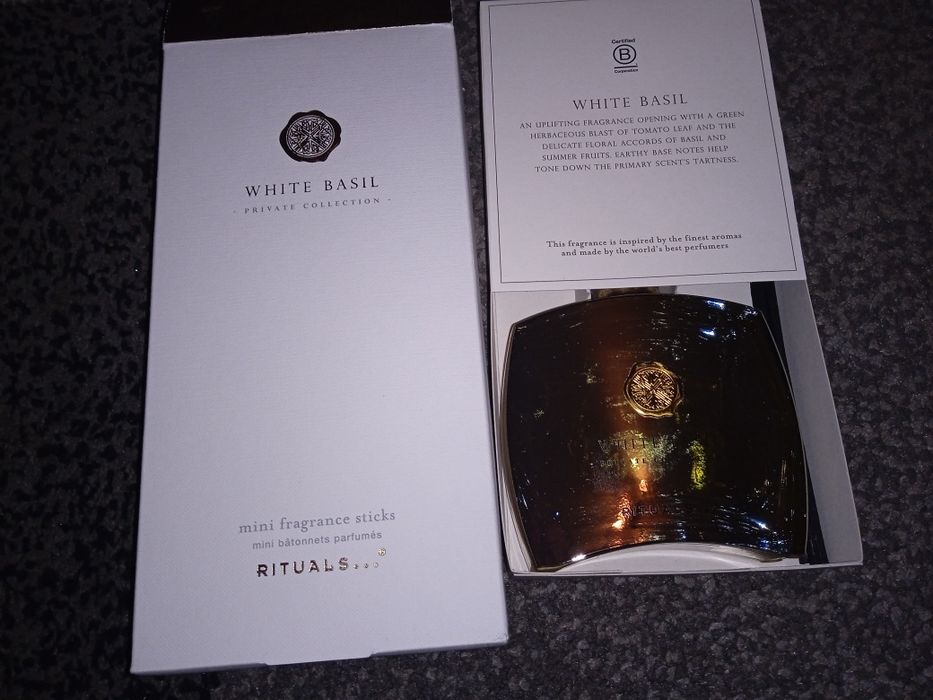 WHITE BASIL
- PRIVATE COLLECTION -
mini fragrance sticks
mini bâtonnets parfumés
RITUALS...®
Certified
B
Corporation
WHITE BASIL
AN UPLIFTING FRAGRANCE OPENING WITH A GREEN
HERBACEOUS BLAST OF TOMATO LEAF AND THE
DELICATE FLORAL ACCORDS OF BASIL AND
SUMMER FRUITS. EARTHY BASE NOTES HELP
TONE DOWN THE PRIMARY SCENT'S TARTNESS.
This fragrance is inspired by the finest aromas
and made by the world's best perfumers
WHITE